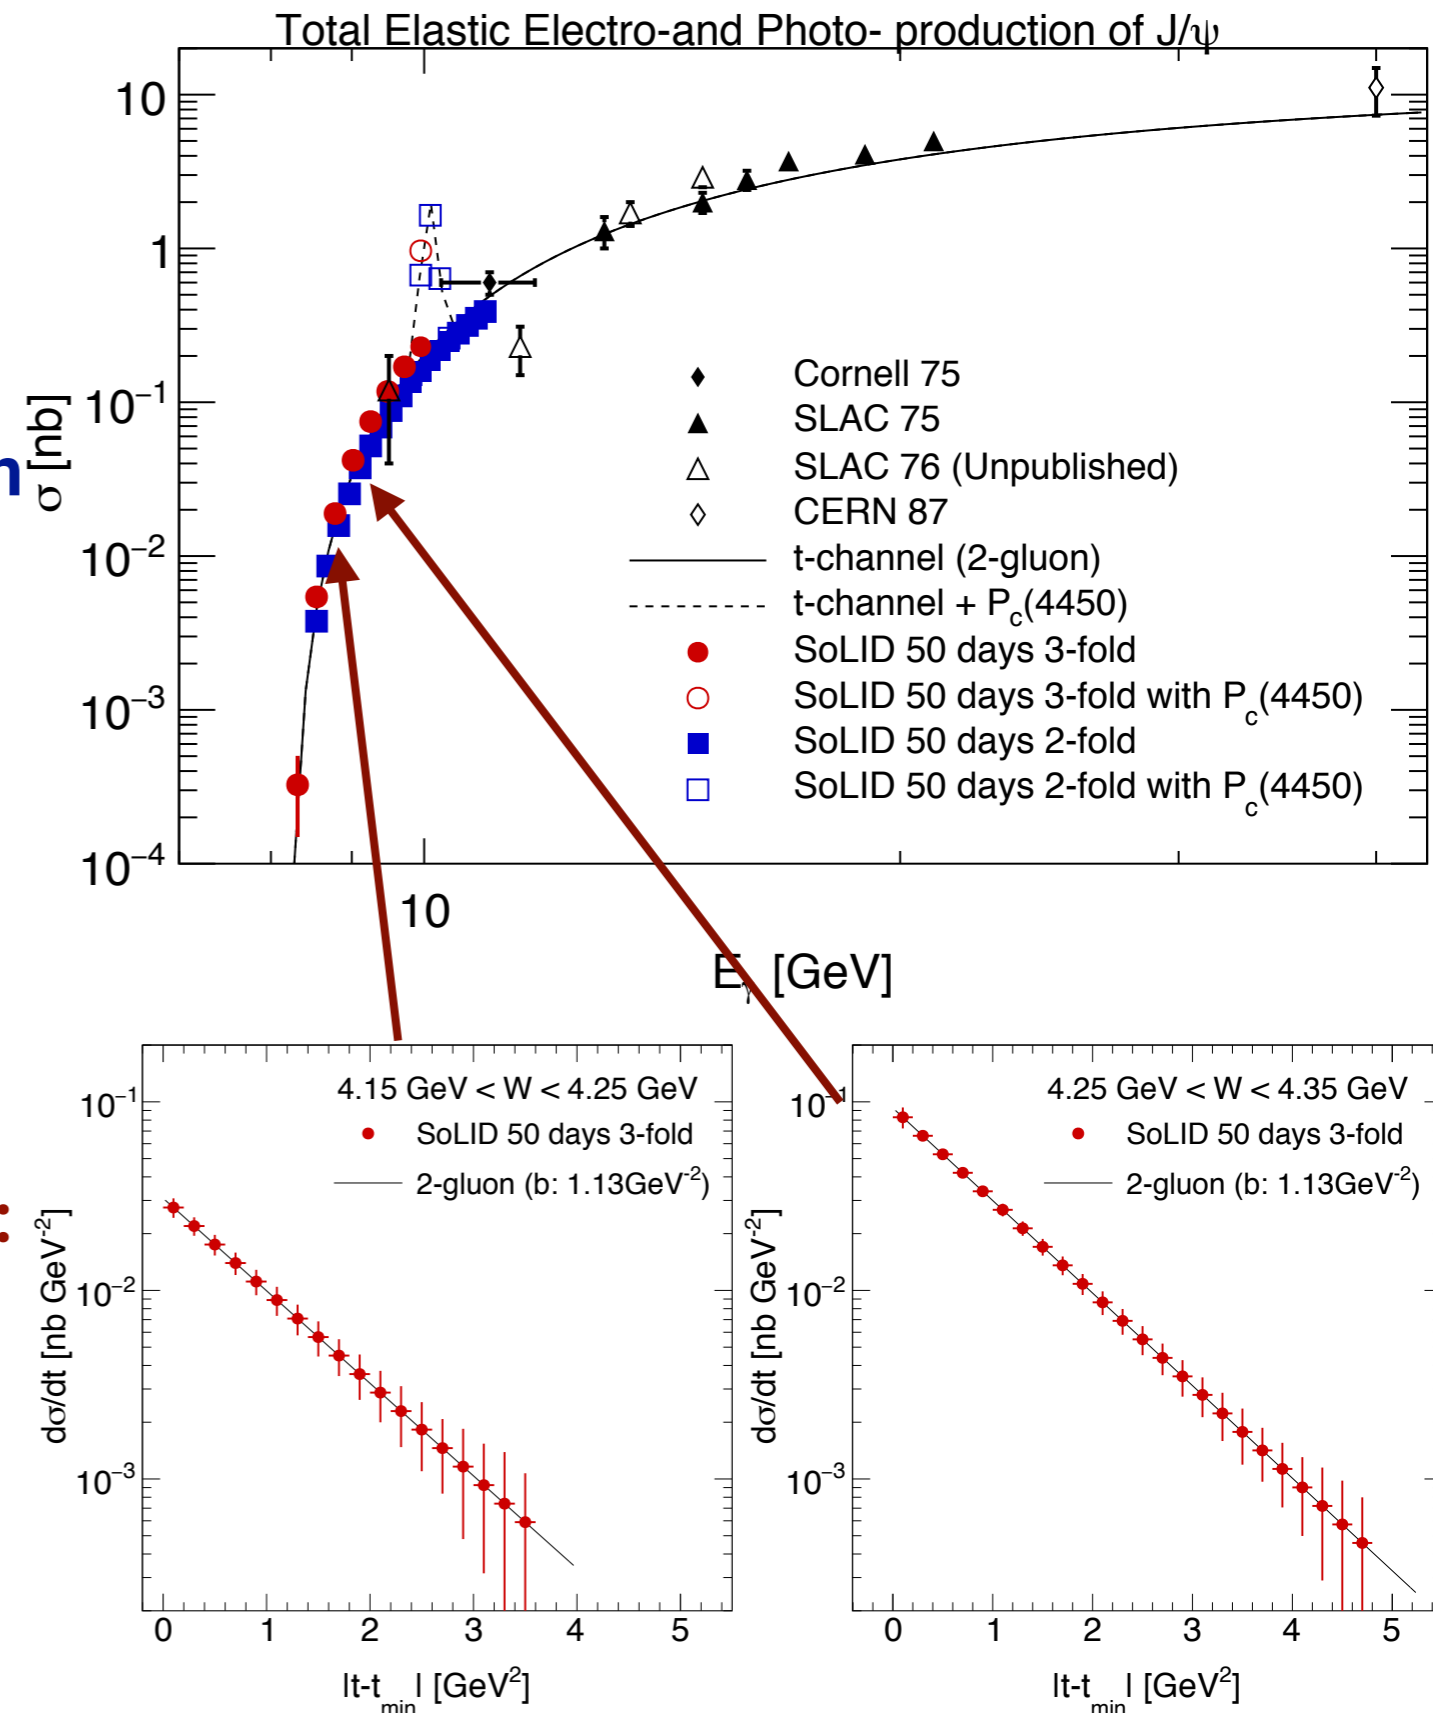 Total Elastic Electro-and Photo- production of J/ψ
10
1
10⁻¹
10⁻²
10⁻³
10⁻⁴
σ [nb]
n
Cornell 75
SLAC 75
SLAC 76 (Unpublished)
CERN 87
t-channel (2-gluon)
t-channel + P_c(4450)
SoLID 50 days 3-fold
SoLID 50 days 3-fold with P_c(4450)
SoLID 50 days 2-fold
SoLID 50 days 2-fold with P_c(4450)
10
E_γ [GeV]
:
4.15 GeV < W < 4.25 GeV
SoLID 50 days 3-fold
2-gluon (b: 1.13GeV⁻²)
10⁻¹
10⁻²
10⁻³
dσ/dt [nb GeV⁻²]
0 1 2 3 4 5
|t-t_min| [GeV²]
4.25 GeV < W < 4.35 GeV
SoLID 50 days 3-fold
2-gluon (b: 1.13GeV⁻²)
10⁻¹
10⁻²
10⁻³
dσ/dt [nb GeV⁻²]
0 1 2 3 4 5
|t-t_min| [GeV²]